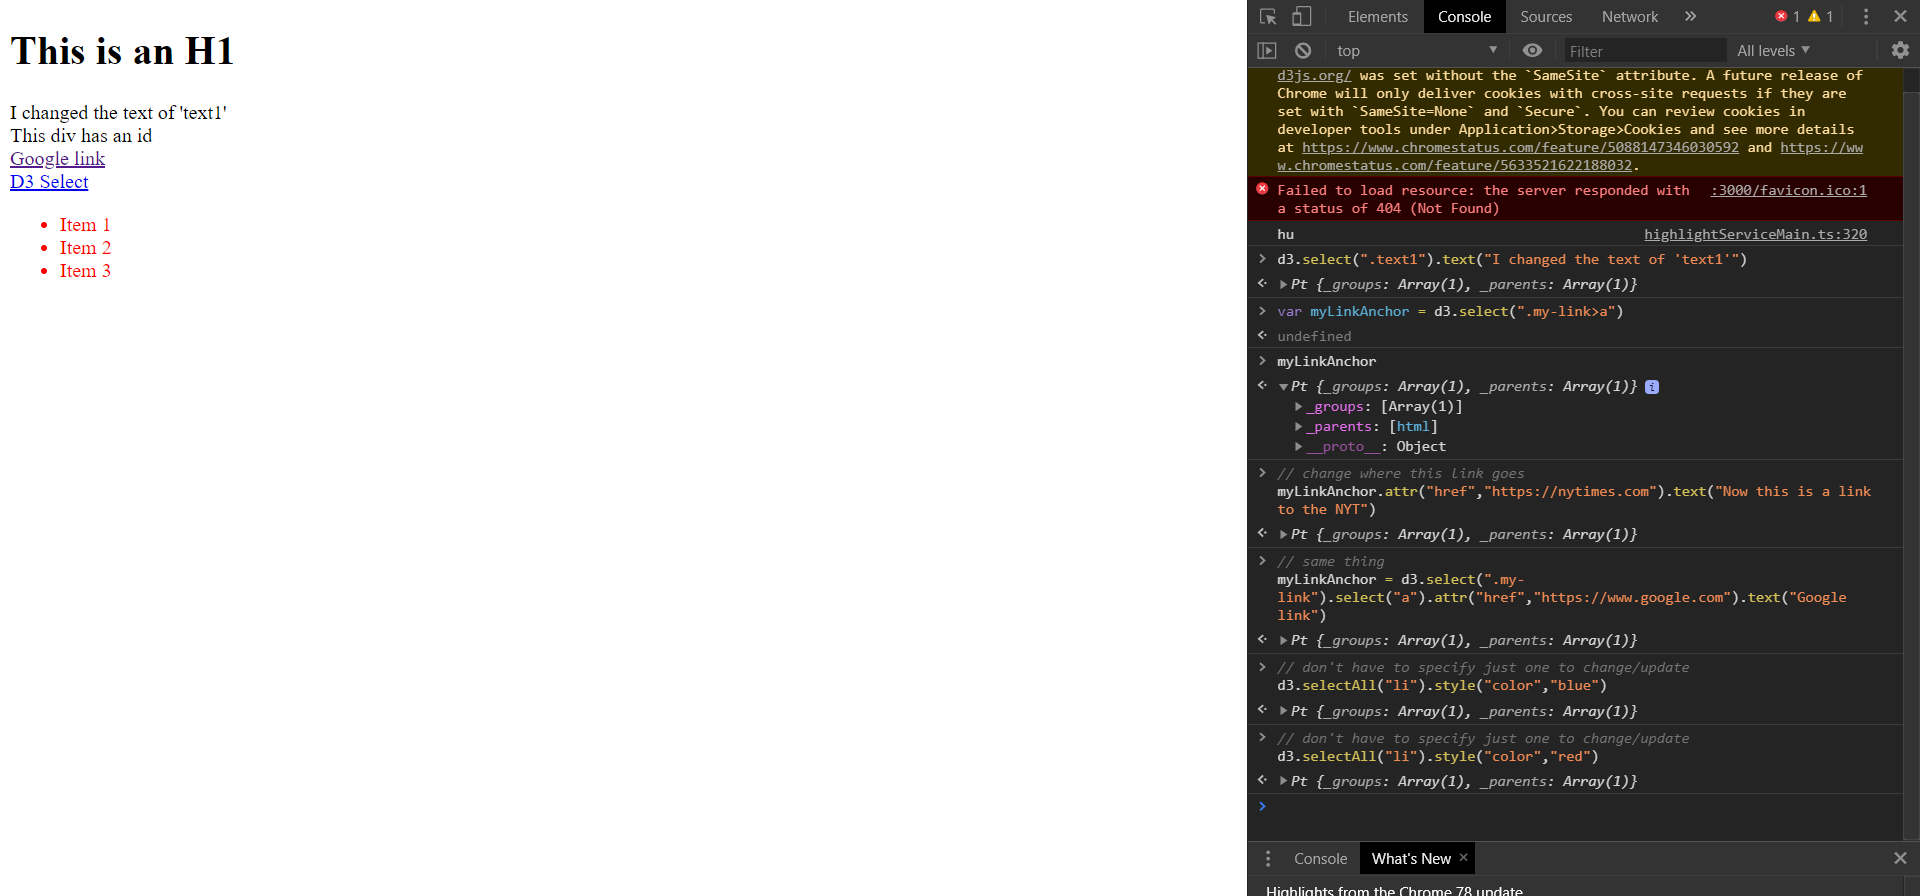 This is an H1
I changed the text of 'text1'
This div has an id
Google link
D3 Select
Item 1
Item 2
Item 3
Elements Console Sources Network » 1 1
top Filter All levels
d3js.org/ was set without the `SameSite` attribute. A future release of
Chrome will only deliver cookies with cross-site requests if they are
set with `SameSite=None` and `Secure`. You can review cookies in
developer tools under Application>Storage>Cookies and see more details
at https://www.chromestatus.com/feature/5088147346030592 and https://ww
w.chromestatus.com/feature/5633521622188032.
Failed to load resource: the server responded with :3000/favicon.ico:1
a status of 404 (Not Found)
hu highlightServiceMain.ts:320
d3.select(".text1").text("I changed the text of 'text1'")
Pt {_groups: Array(1), _parents: Array(1)}
var myLinkAnchor = d3.select(".my-link>a")
undefined
myLinkAnchor
Pt {_groups: Array(1), _parents: Array(1)} i
_groups: [Array(1)]
_parents: [html]
__proto__: Object
// change where this link goes
myLinkAnchor.attr("href","https://nytimes.com").text("Now this is a link
to the NYT")
Pt {_groups: Array(1), _parents: Array(1)}
// same thing
myLinkAnchor = d3.select(".my-
link").select("a").attr("href","https://www.google.com").text("Google
link")
Pt {_groups: Array(1), _parents: Array(1)}
// don't have to specify just one to change/update
d3.selectAll("li").style("color","blue")
Pt {_groups: Array(1), _parents: Array(1)}
// don't have to specify just one to change/update
d3.selectAll("li").style("color","red")
Pt {_groups: Array(1), _parents: Array(1)}
Console What's New ×
Highlights from the Chrome 78 update